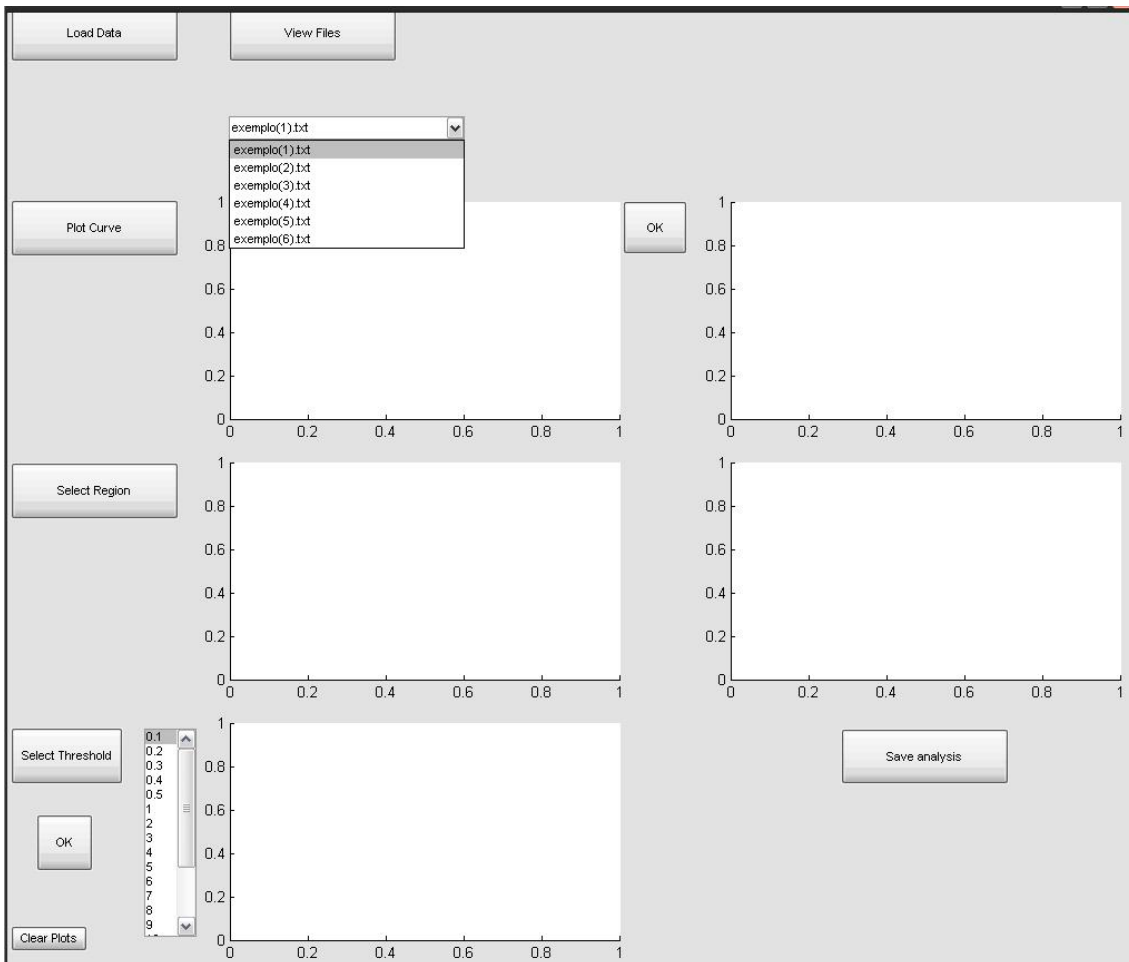 Load Data
View Files
exemplo(1).txt
exemplo(1).txt
exemplo(2).txt
exemplo(3).txt
exemplo(4).txt
exemplo(5).txt
exemplo(6).txt
Plot Curve
1
0.8
0.6
0.4
0.2
0
0 0.2 0.4 0.6 0.8 1
OK
1
0.8
0.6
0.4
0.2
0
0 0.2 0.4 0.6 0.8 1
Select Region
1
0.8
0.6
0.4
0.2
0
0 0.2 0.4 0.6 0.8 1
1
0.8
0.6
0.4
0.2
0
0 0.2 0.4 0.6 0.8 1
Select Threshold
OK
Clear Plots
0.1
0.2
0.3
0.4
0.5
1
2
3
4
5
6
7
8
9
1
0.8
0.6
0.4
0.2
0
0 0.2 0.4 0.6 0.8 1
Save analysis